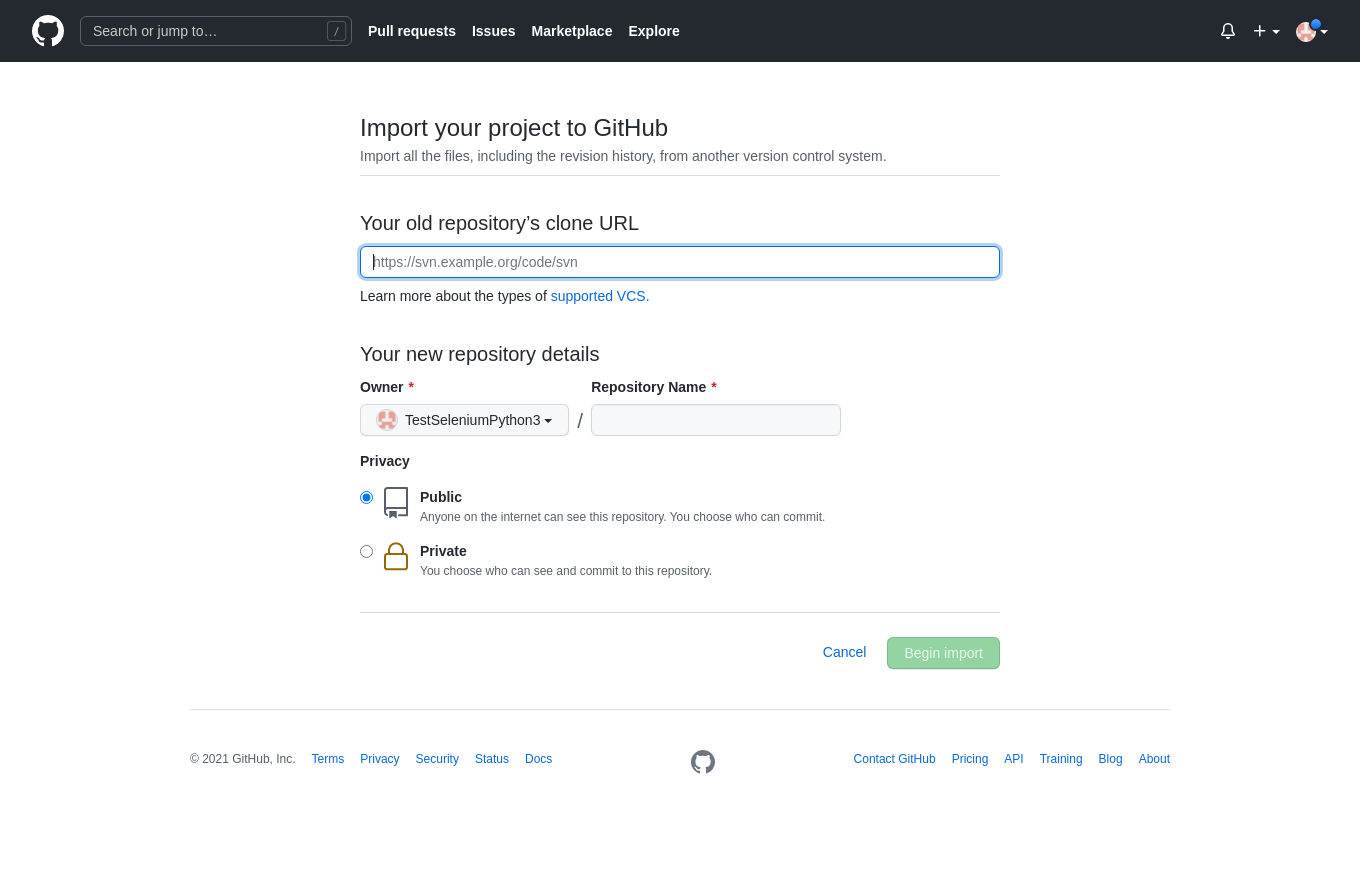 Search or jump to… /
Pull requests Issues Marketplace Explore
Import your project to GitHub
Import all the files, including the revision history, from another version control system.
Your old repository’s clone URL
https://svn.example.org/code/svn
Learn more about the types of supported VCS.
Your new repository details
Owner * Repository Name *
TestSeleniumPython3 /
Privacy
Public
Anyone on the internet can see this repository. You choose who can commit.
Private
You choose who can see and commit to this repository.
Cancel Begin import
© 2021 GitHub, Inc. Terms Privacy Security Status Docs Contact GitHub Pricing API Training Blog About